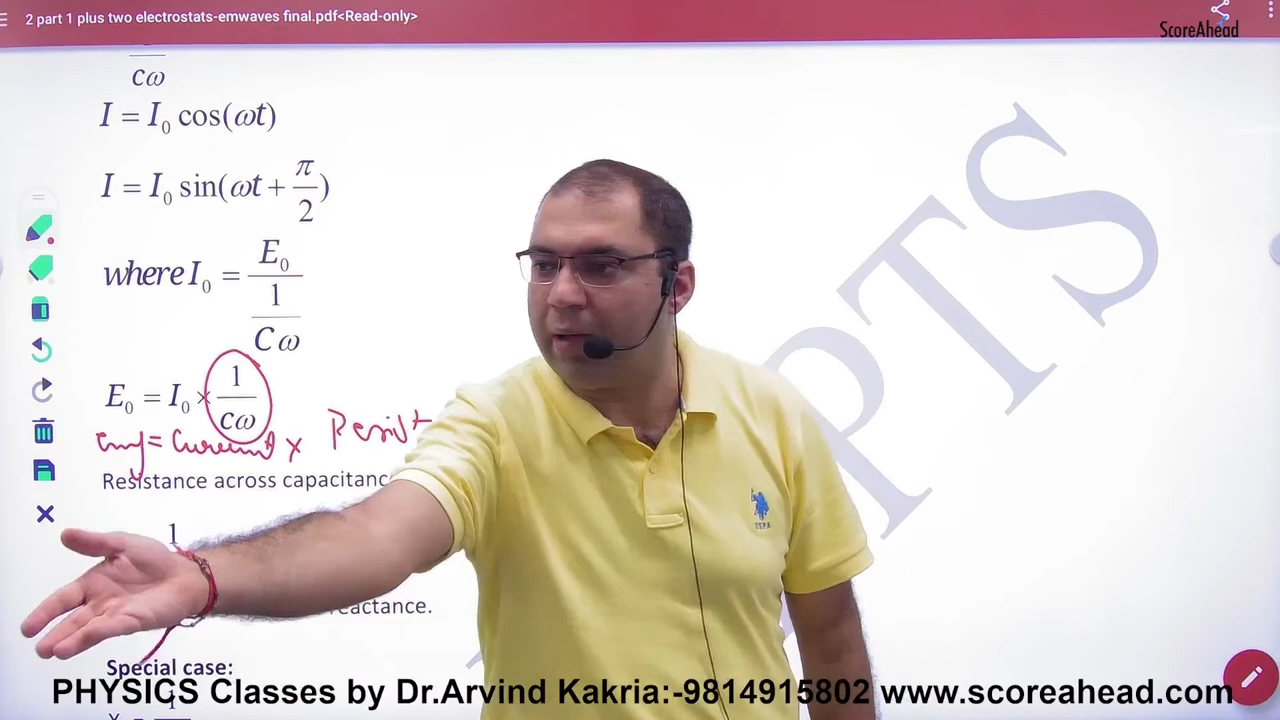 2 part 1 plus two electrostats-emwaves final.pdf<Read-only>
ScoreAhead
cω
I = I₀ cos(ωt)
I = I₀ sin(ωt + π/2)
where I₀ = E₀ / (1 / Cω)
E₀ = I₀ × 1/cω
emf = Current × Resist
Resistance across capacitanc
1
reactance.
Special case:
PTS
USPA
PHYSICS Classes by Dr.Arvind Kakria:-9814915802 www.scoreahead.com